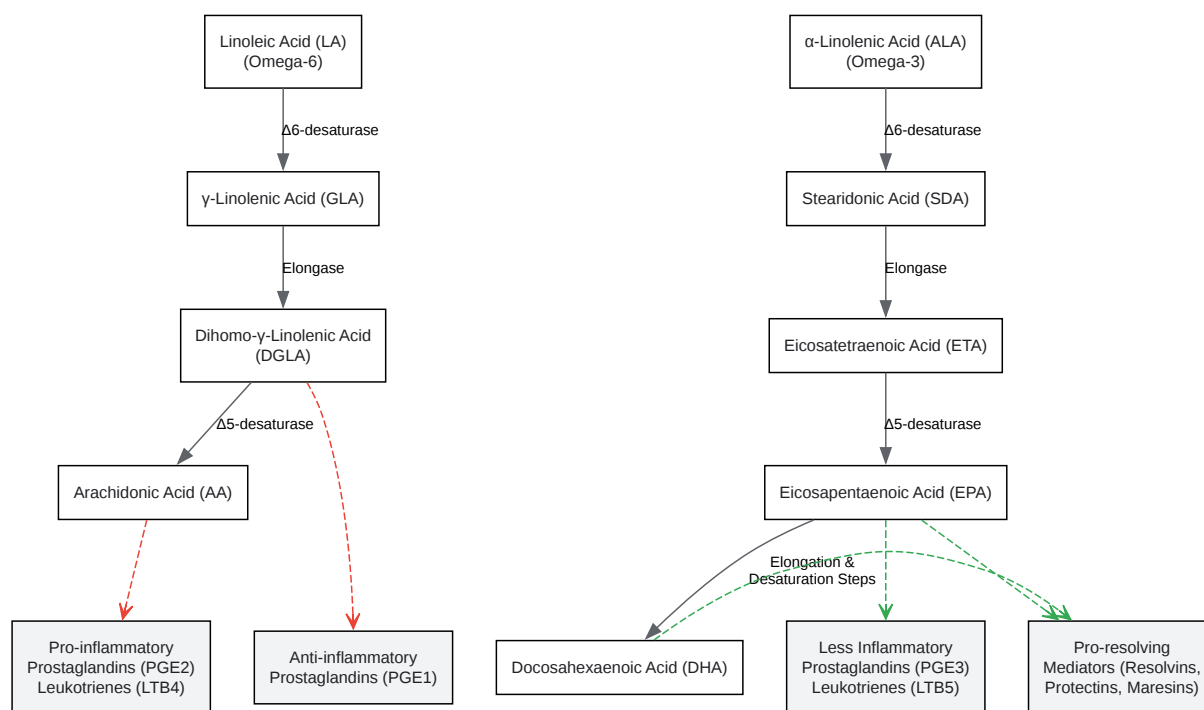 Linoleic Acid (LA)
(Omega-6)
α-Linolenic Acid (ALA)
(Omega-3)
Δ6-desaturase
Δ6-desaturase
γ-Linolenic Acid (GLA)
Stearidonic Acid (SDA)
Elongase
Elongase
Dihomo-γ-Linolenic Acid
(DGLA)
Eicosatetraenoic Acid (ETA)
Δ5-desaturase
Δ5-desaturase
Arachidonic Acid (AA)
Eicosapentaenoic Acid (EPA)
Elongation &
Desaturation Steps
Pro-inflammatory
Prostaglandins (PGE2)
Leukotrienes (LTB4)
Anti-inflammatory
Prostaglandins (PGE1)
Docosahexaenoic Acid (DHA)
Less Inflammatory
Prostaglandins (PGE3)
Leukotrienes (LTB5)
Pro-resolving
Mediators (Resolvins,
Protectins, Maresins)